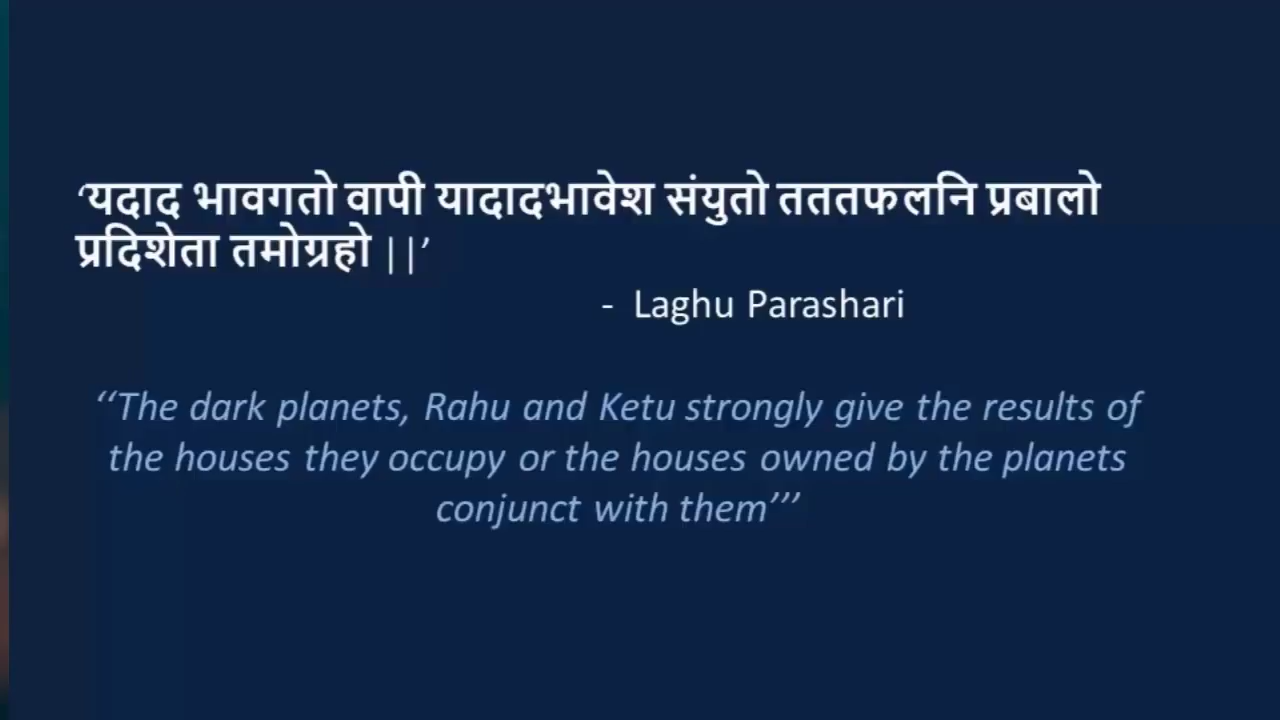 ‘यदाद भावगतो वापी यादादभावेश संयुतो तततफलनि प्रबालो
प्रदिशेता तमोग्रहो ||’
- Laghu Parashari
‘‘The dark planets, Rahu and Ketu strongly give the results of
the houses they occupy or the houses owned by the planets
conjunct with them’’’